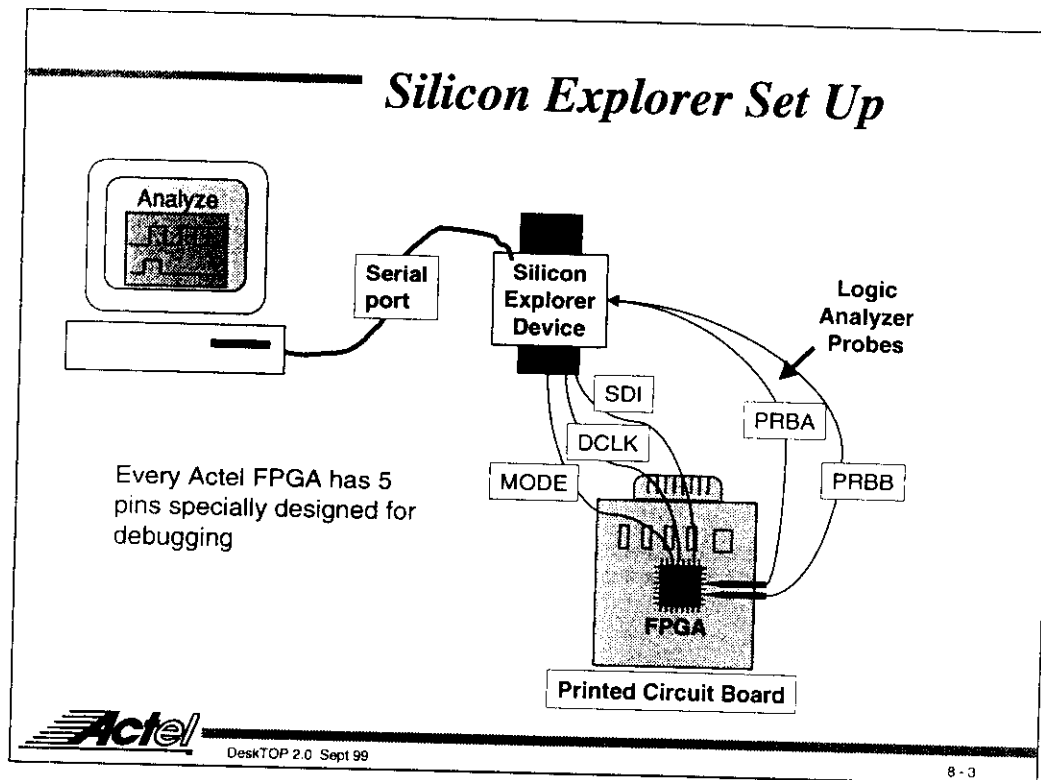 Silicon Explorer Set Up
Analyze
Serial
port
Silicon
Explorer
Device
Logic
Analyzer
Probes
SDI
DCLK
MODE
PRBA
PRBB
Every Actel FPGA has 5
pins specially designed for
debugging
FPGA
Printed Circuit Board
Actel
DeskTOP 2.0 Sept 99
8 - 3